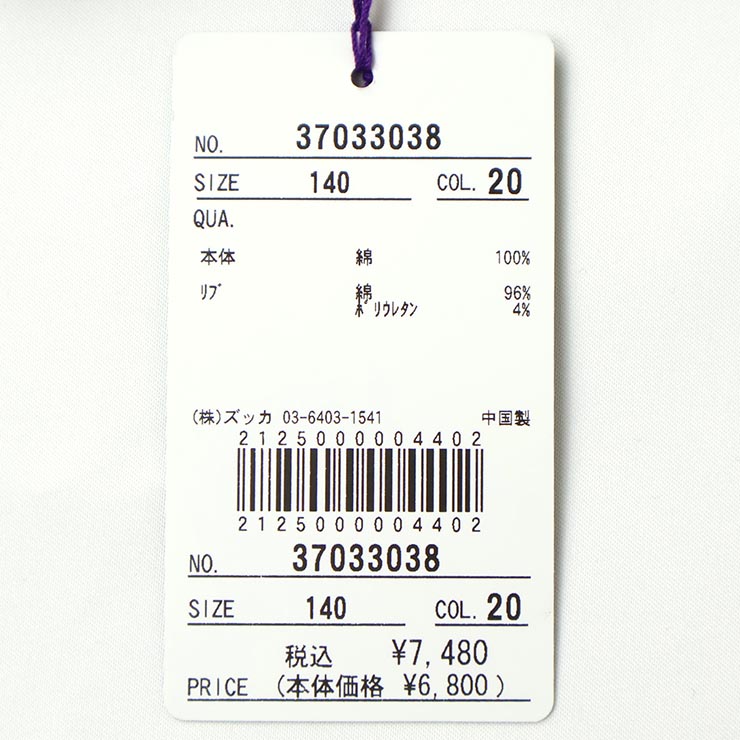 NO. 37033038
SIZE 140 COL. 20
QUA.
本体 綿 100%
ﾘﾌﾞ 綿 96%
ﾎﾟﾘｳﾚﾀﾝ 4%
(株)ズッカ 03-6403-1541 中国製
2125000004402
2125000004402
NO. 37033038
SIZE 140 COL. 20
税込 ¥7,480
PRICE (本体価格 ¥6,800)